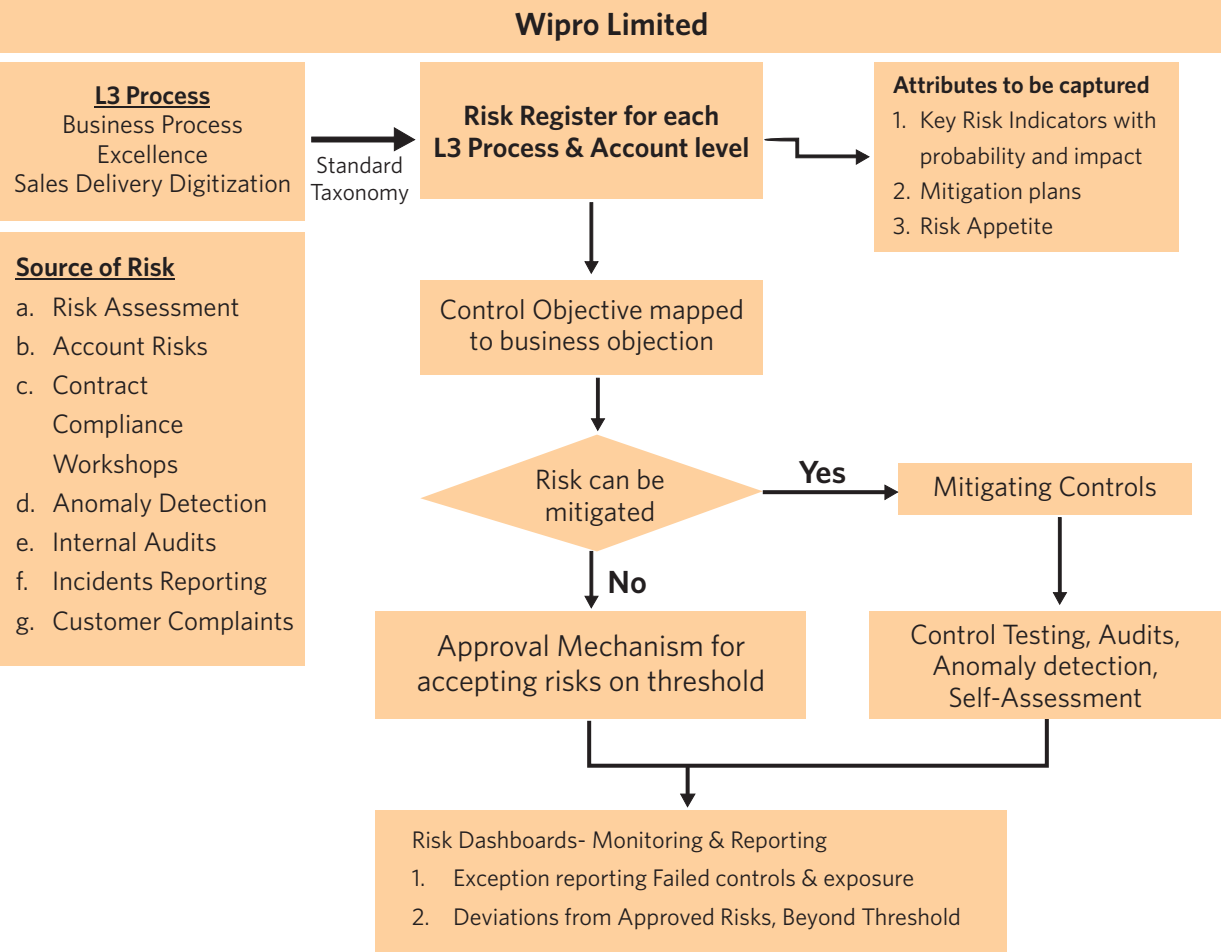 Wipro Limited
L3 Process
Business Process
Excellence
Sales Delivery Digitization
Standard
Taxonomy
Risk Register for each
L3 Process & Account level
Attributes to be captured
1. Key Risk Indicators with
probability and impact
2. Mitigation plans
3. Risk Appetite
Source of Risk
a. Risk Assessment
b. Account Risks
c. Contract
Compliance
Workshops
d. Anomaly Detection
e. Internal Audits
f. Incidents Reporting
g. Customer Complaints
Control Objective mapped
to business objection
Risk can be
mitigated
Yes
Mitigating Controls
No
Approval Mechanism for
accepting risks on threshold
Control Testing, Audits,
Anomaly detection,
Self-Assessment
Risk Dashboards- Monitoring & Reporting
1. Exception reporting Failed controls & exposure
2. Deviations from Approved Risks, Beyond Threshold